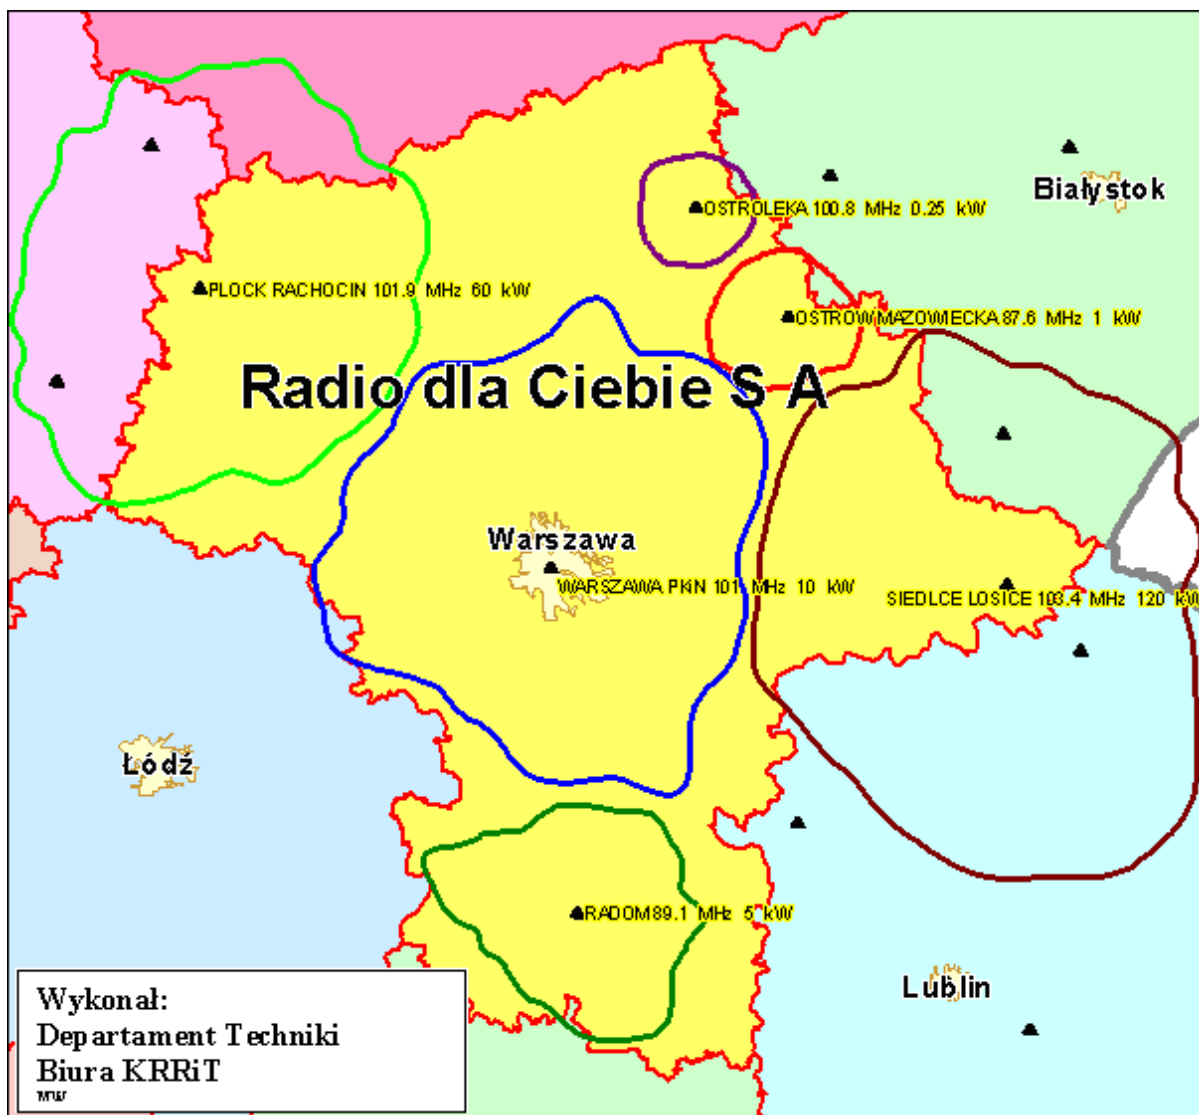 Białystok
OSTROLEKA 100.8 MHz 0.25 kW
PLOCK RACHOCIN 101.9 MHz 60 kW
OSTROW MAZOWIECKA 87.6 MHz 1 kW
Radio dla Ciebie S A
Warszawa
WARSZAWA PKiN 101 MHz 10 kW
SIEDLCE LOSICE 103.4 MHz 120 kW
Łódź
RADOM 89.1 MHz 5 kW
Lublin
Wykonał:
Departament Techniki
Biura KRRiT
MW